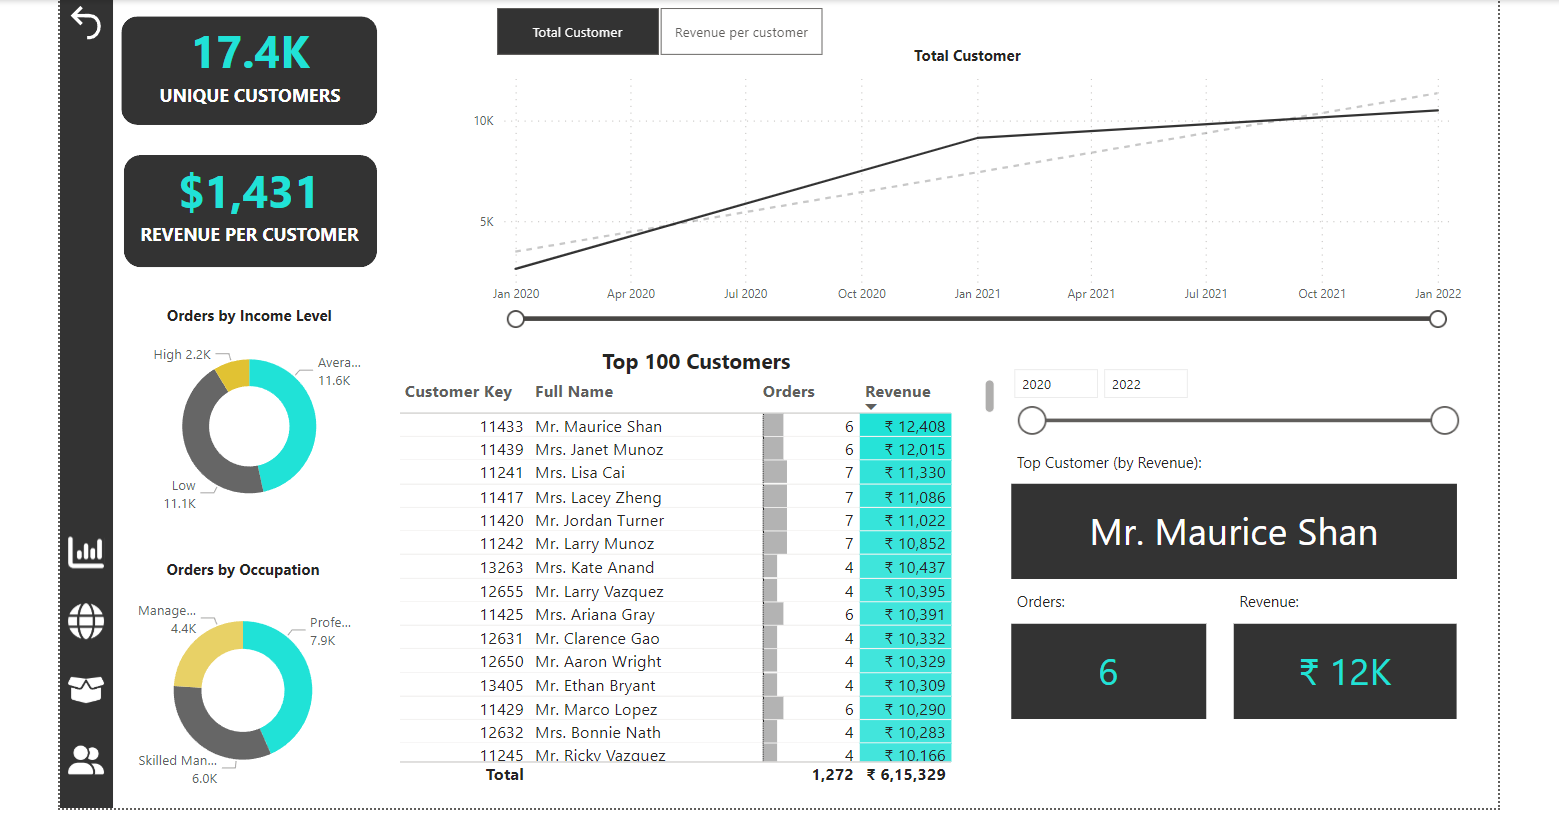 17.4K
UNIQUE CUSTOMERS
$1,431
REVENUE PER CUSTOMER
Orders by Income Level
High 2.2K
Avera...
11.6K
Low
11.1K
Orders by Occupation
Manage...
4.4K
Profe...
7.9K
Skilled Man...
6.0K
Total Customer
Revenue per customer
Total Customer
10K
5K
Jan 2020 Apr 2020 Jul 2020 Oct 2020 Jan 2021 Apr 2021 Jul 2021 Oct 2021 Jan 2022
Top 100 Customers
Customer Key Full Name Orders Revenue
11433 Mr. Maurice Shan 6 ₹ 12,408
11439 Mrs. Janet Munoz 6 ₹ 12,015
11241 Mrs. Lisa Cai 7 ₹ 11,330
11417 Mrs. Lacey Zheng 7 ₹ 11,086
11420 Mr. Jordan Turner 7 ₹ 11,022
11242 Mr. Larry Munoz 7 ₹ 10,852
13263 Mrs. Kate Anand 4 ₹ 10,437
12655 Mr. Larry Vazquez 4 ₹ 10,395
11425 Mrs. Ariana Gray 6 ₹ 10,391
12631 Mr. Clarence Gao 4 ₹ 10,332
12650 Mr. Aaron Wright 4 ₹ 10,329
13405 Mr. Ethan Bryant 4 ₹ 10,309
11429 Mr. Marco Lopez 6 ₹ 10,290
12632 Mrs. Bonnie Nath 4 ₹ 10,283
11245 Mr. Ricky Vazquez 4 ₹ 10,166
Total 1,272 ₹ 6,15,329
2020 2022
Top Customer (by Revenue):
Mr. Maurice Shan
Orders: Revenue:
6 ₹ 12K